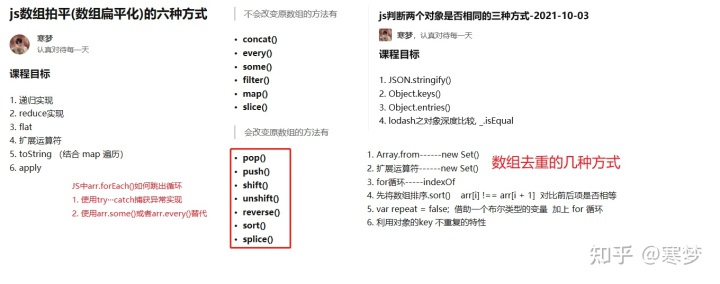 js数组拍平(数组扁平化)的六种方式
寒梦
认真对待每一天
课程目标
1. 递归实现
2. reduce实现
3. flat
4. 扩展运算符
5. toString （结合 map 遍历）
6. apply
JS中arr.forEach()如何跳出循环
1. 使用try···catch捕获异常实现
2. 使用arr.some()或者arr.every()替代
不会改变原数组的方法有
• concat()
• every()
• some()
• filter()
• map()
• slice()
会改变原数组的方法有
• pop()
• push()
• shift()
• unshift()
• reverse()
• sort()
• splice()
js判断两个对象是否相同的三种方式-2021-10-03
寒梦，认真对待每一天
课程目标
1. JSON.stringify()
2. Object.keys()
3. Object.entries()
4. lodash之对象深度比较, _.isEqual
数组去重的几种方式
1. Array.from------new Set()
2. 扩展运算符------new Set()
3. for循环-----indexOf
4. 先将数组排序.sort() arr[i] !== arr[i + 1] 对比前后项是否相等
5. var repeat = false; 借助一个布尔类型的变量 加上 for 循环
6. 利用对象的key 不重复的特性
知乎 @寒梦